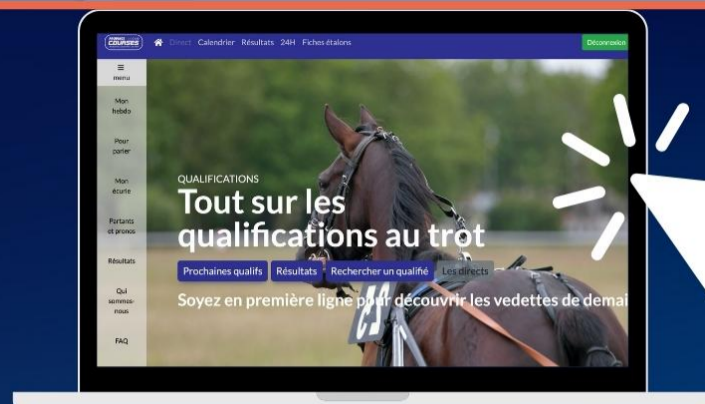 COURSES
Direct Calendrier Résultats 24H Fiches étalons
Déconnexion
menu
Mon
hebdo
Pour
parier
Mon
écurie
Partants
et pronos
Résultats
Qui
sommes-
nous
FAQ
QUALIFICATIONS
Tout sur les
qualifications au trot
Prochaines qualifs Résultats Rechercher un qualifié Les directs
Soyez en première ligne pour découvrir les vedettes de demai